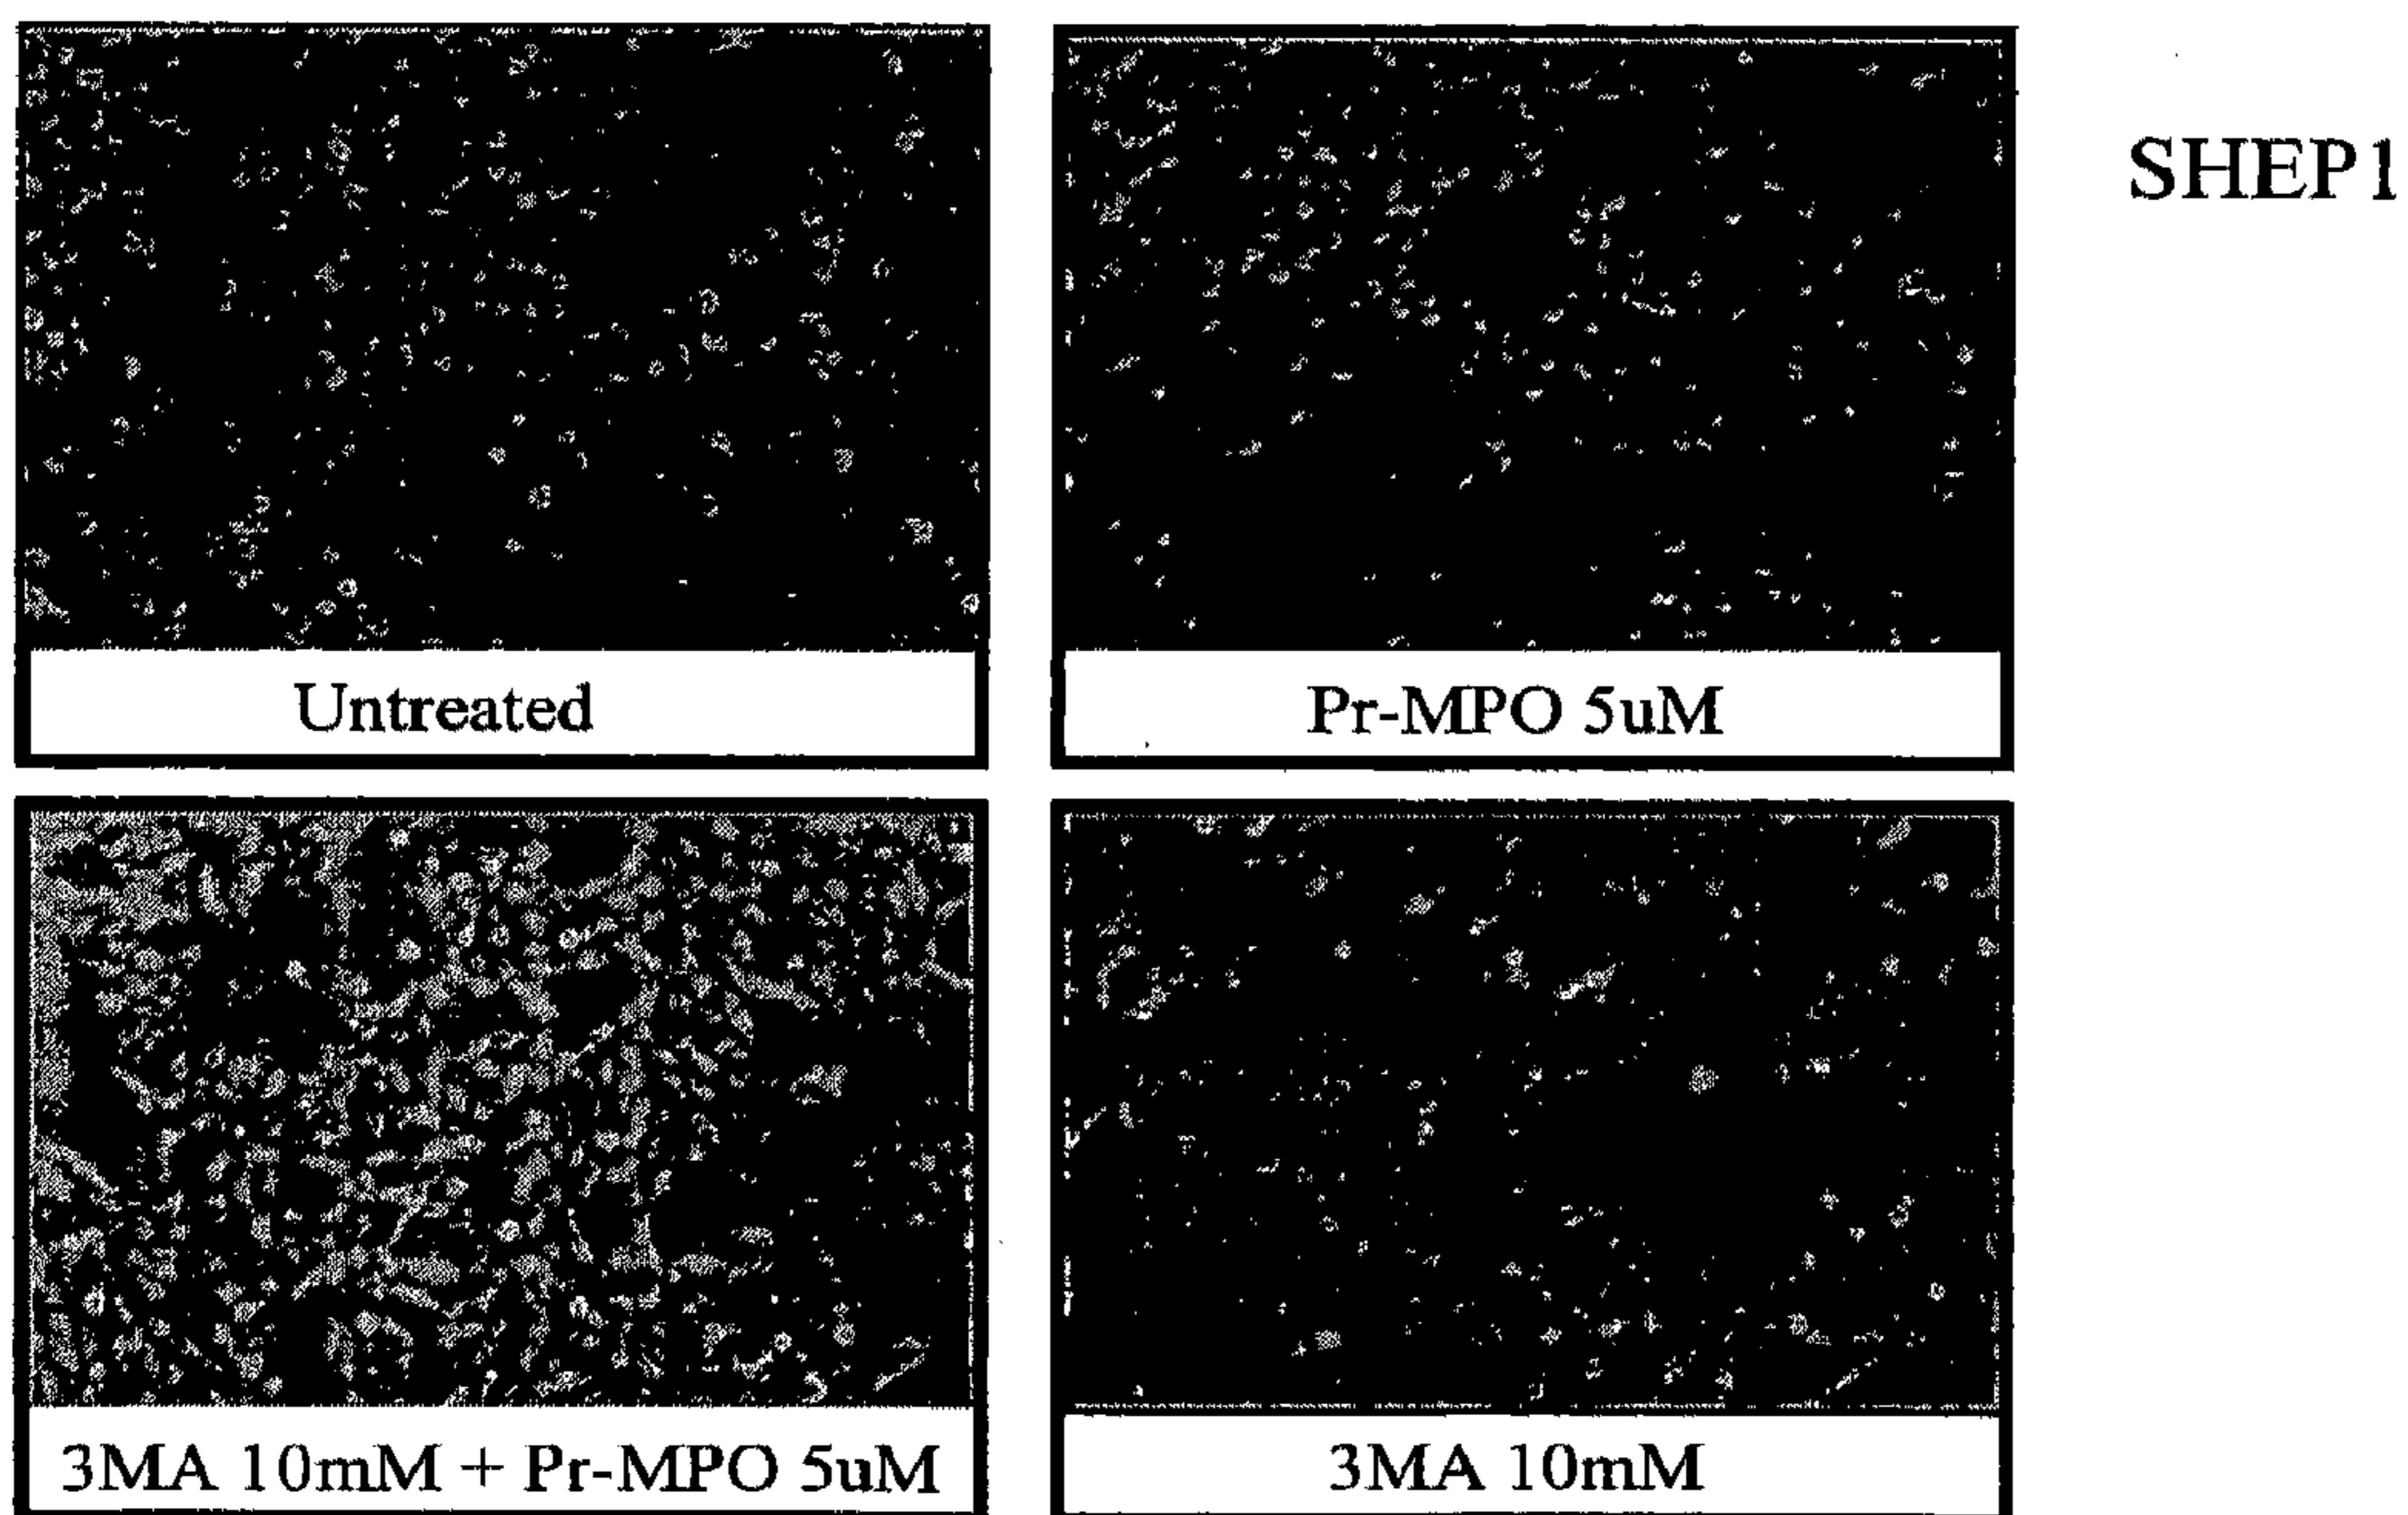 SHEP1
Untreated
Pr-MPO 5uM
3MA 10mM + Pr-MPO 5uM
3MA 10mM